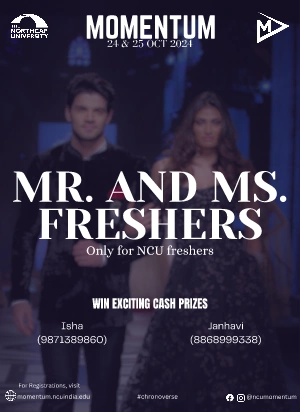 THE
NORTHCAP
UNIVERSITY
MOMENTUM
24 & 25 OCT 2024
M
MR. AND MS.
FRESHERS
Only for NCU freshers
WIN EXCITING CASH PRIZES
Isha
(9871389860)
Janhavi
(8868999338)
For Registrations, visit
momentum.ncuindia.edu
#chronoverse
@ncumomentum